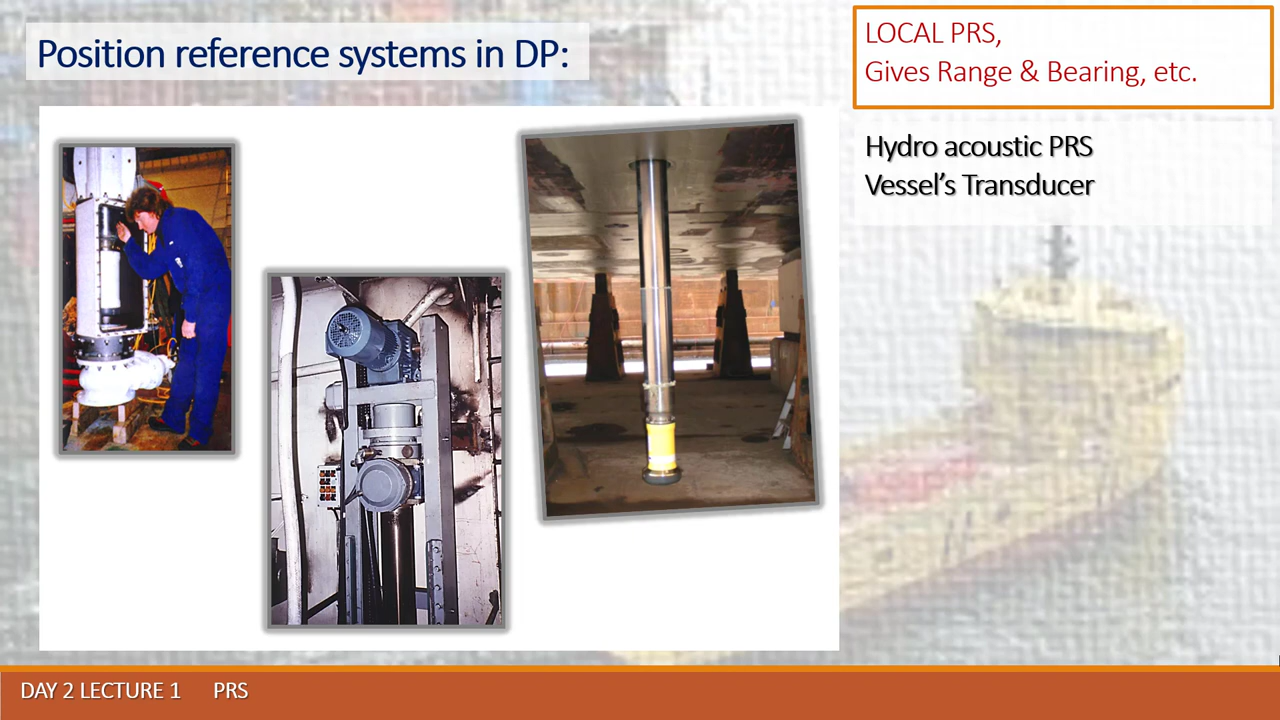 Position reference systems in DP:
LOCAL PRS,
Gives Range & Bearing, etc.
Hydro acoustic PRS
Vessel's Transducer
DAY 2 LECTURE 1 PRS